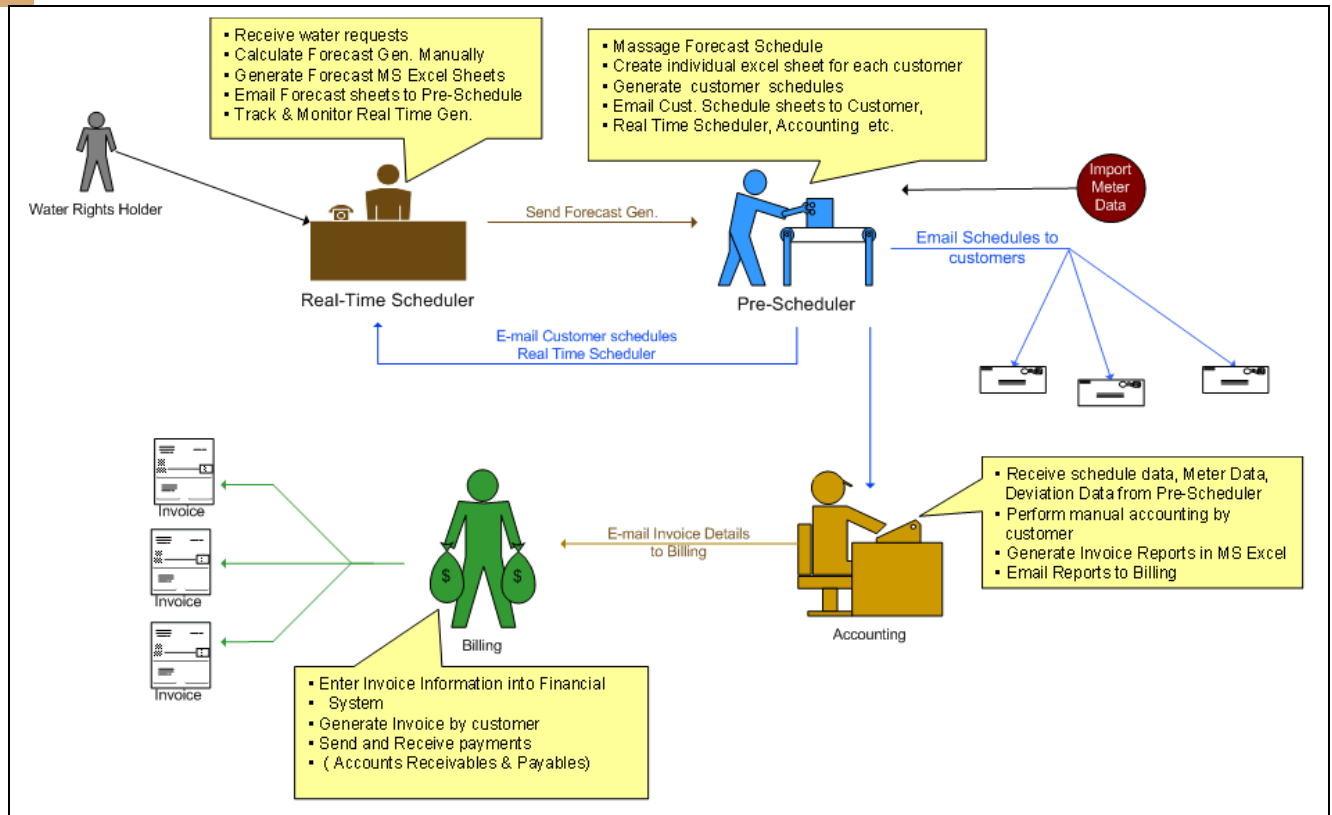 ▪ Receive water requests
▪ Calculate Forecast Gen. Manually
▪ Generate Forecast MS Excel Sheets
▪ Email Forecast sheets to Pre-Schedule
▪ Track & Monitor Real Time Gen.
▪ Massage Forecast Schedule
▪ Create individual excel sheet for each customer
▪ Generate customer schedules
▪ Email Cust. Schedule sheets to Customer,
▪ Real Time Scheduler, Accounting etc.
Water Rights Holder
Import
Meter
Data
Send Forecast Gen.
Email Schedules to
customers
Real-Time Scheduler
Pre-Scheduler
E-mail Customer schedules
Real Time Scheduler
Invoice
Invoice
Invoice
$
$
Billing
E-mail Invoice Details
to Billing
Accounting
▪ Receive schedule data, Meter Data,
Deviation Data from Pre-Scheduler
▪ Perform manual accounting by
customer
▪ Generate Invoice Reports in MS Excel
▪ Email Reports to Billing
▪ Enter Invoice Information into Financial
▪ System
▪ Generate Invoice by customer
▪ Send and Receive payments
▪ ( Accounts Receivables & Payables)